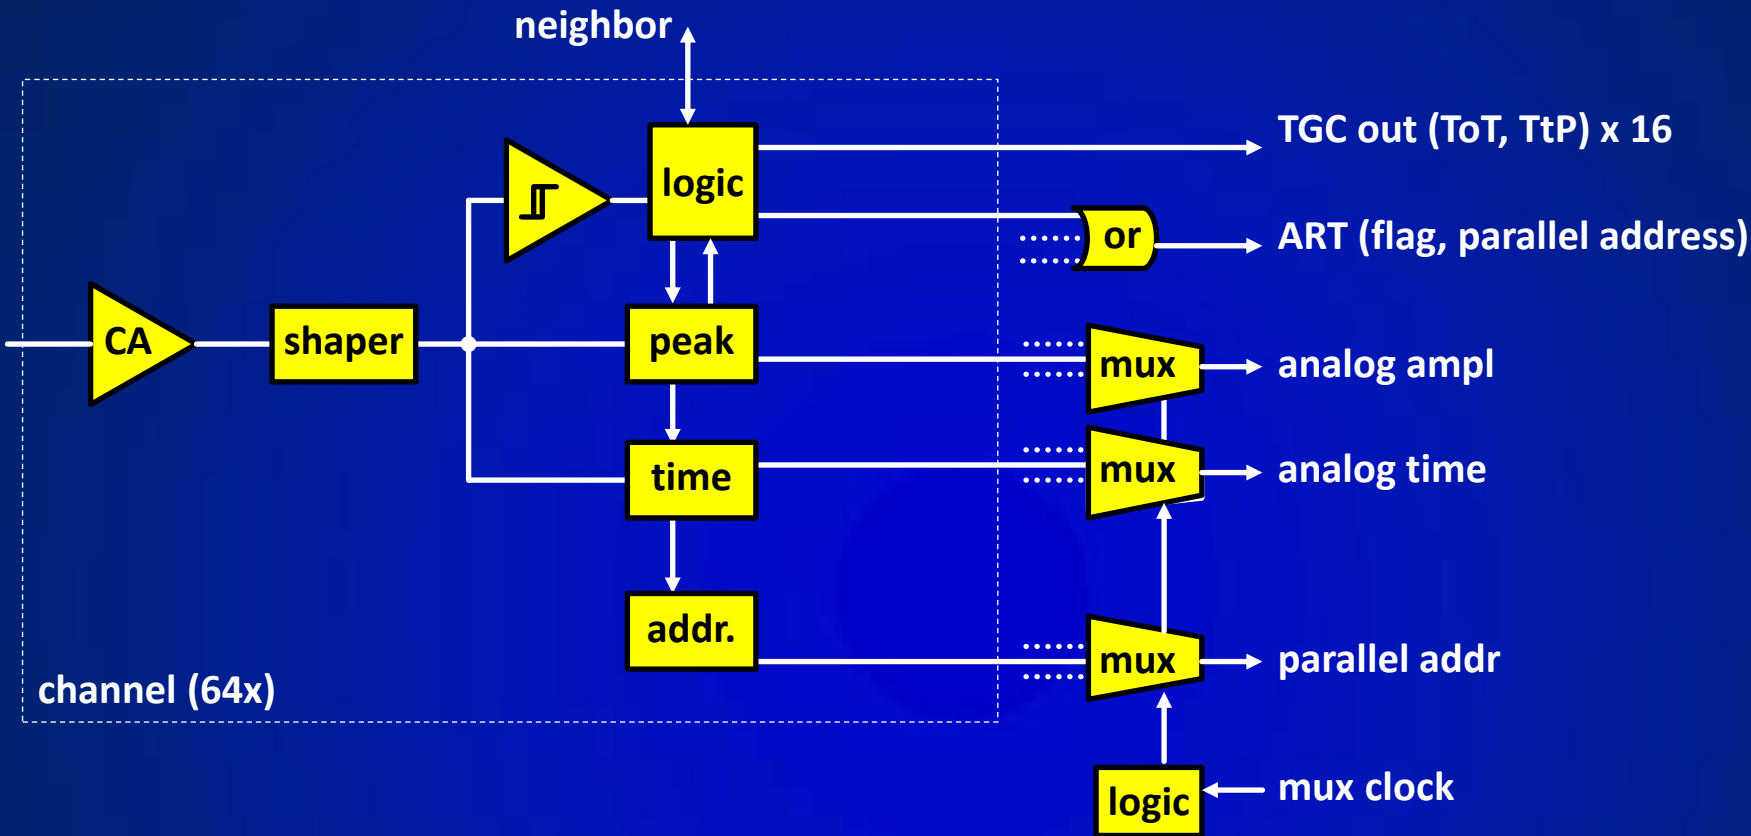 neighbor
logic
TGC out (ToT, TtP) x 16
or
ART (flag, parallel address)
CA
shaper
peak
mux
analog ampl
time
mux
analog time
addr.
mux
parallel addr
channel (64x)
logic
mux clock